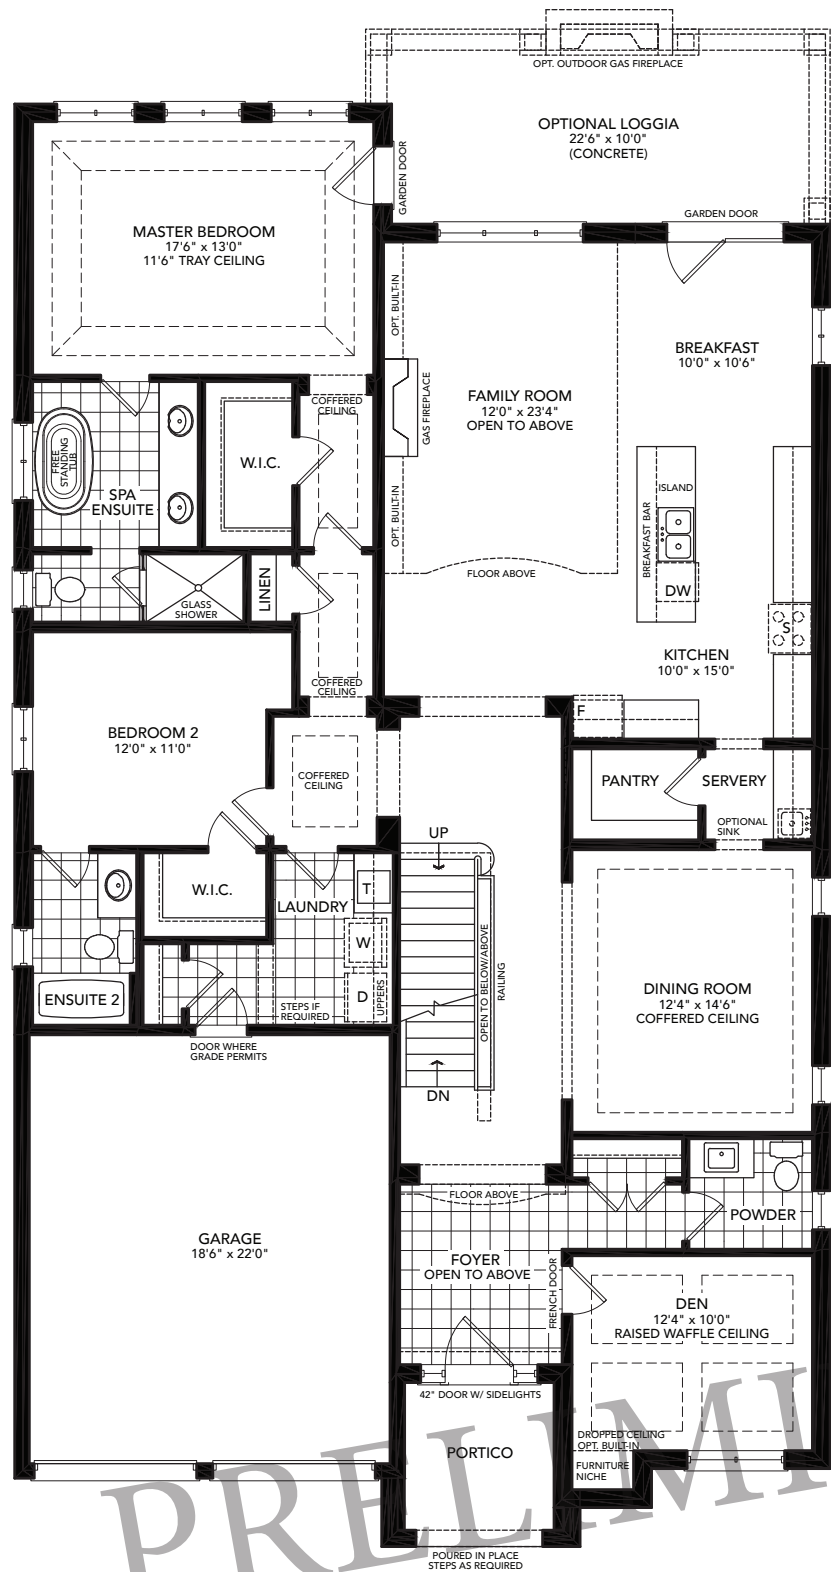 OPT. OUTDOOR GAS FIREPLACE
OPTIONAL LOGGIA
22'6" x 10'0"
(CONCRETE)
GARDEN DOOR
GARDEN DOOR
MASTER BEDROOM
17'6" x 13'0"
11'6" TRAY CEILING
OPT. BUILT-IN
BREAKFAST
10'0" x 10'6"
FAMILY ROOM
12'0" x 23'4"
OPEN TO ABOVE
GAS FIREPLACE
COFFERED
CEILING
FREE
STANDING
TUB
W.I.C.
SPA
ENSUITE
OPT. BUILT-IN
ISLAND
BREAKFAST BAR
FLOOR ABOVE
DW
LINEN
GLASS
SHOWER
S
KITCHEN
10'0" x 15'0"
COFFERED
CEILING
F
BEDROOM 2
12'0" x 11'0"
COFFERED
CEILING
PANTRY
SERVERY
OPTIONAL
SINK
UP
W.I.C.
LAUNDRY
T
W
D
UPPERS
OPEN TO BELOW/ABOVE
RAILING
DINING ROOM
12'4" x 14'6"
COFFERED CEILING
ENSUITE 2
STEPS IF
REQUIRED
DOOR WHERE
GRADE PERMITS
DN
FLOOR ABOVE
POWDER
GARAGE
18'6" x 22'0"
FOYER
OPEN TO ABOVE
FRENCH DOOR
DEN
12'4" x 10'0"
RAISED WAFFLE CEILING
42" DOOR W/ SIDELIGHTS
PORTICO
DROPPED CEILING
OPT. BUILT-IN
FURNITURE
NICHE
POURED IN PLACE
STEPS AS REQUIRED
PRELIMI